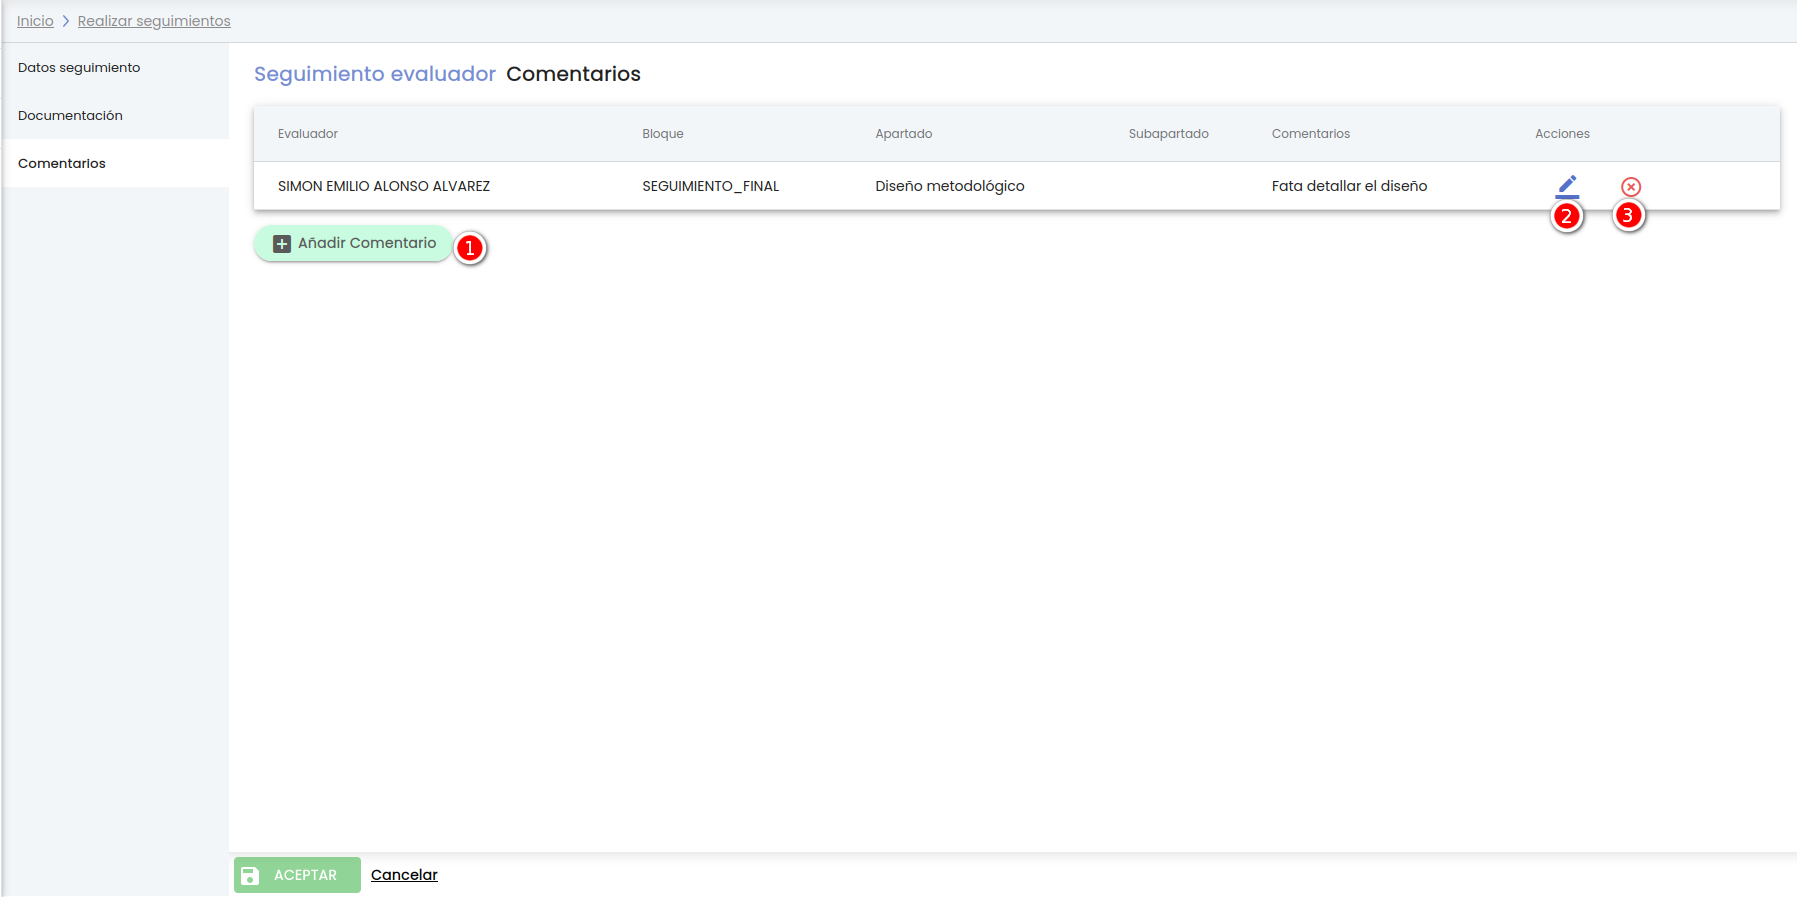 Inicio > Realizar seguimientos
Datos seguimiento
Documentación
Comentarios
Seguimiento evaluador Comentarios
Evaluador Bloque Apartado Subapartado Comentarios Acciones
SIMON EMILIO ALONSO ALVAREZ SEGUIMIENTO_FINAL Diseño metodológico Fata detallar el diseño
2 3
Añadir Comentario 1
ACEPTAR Cancelar